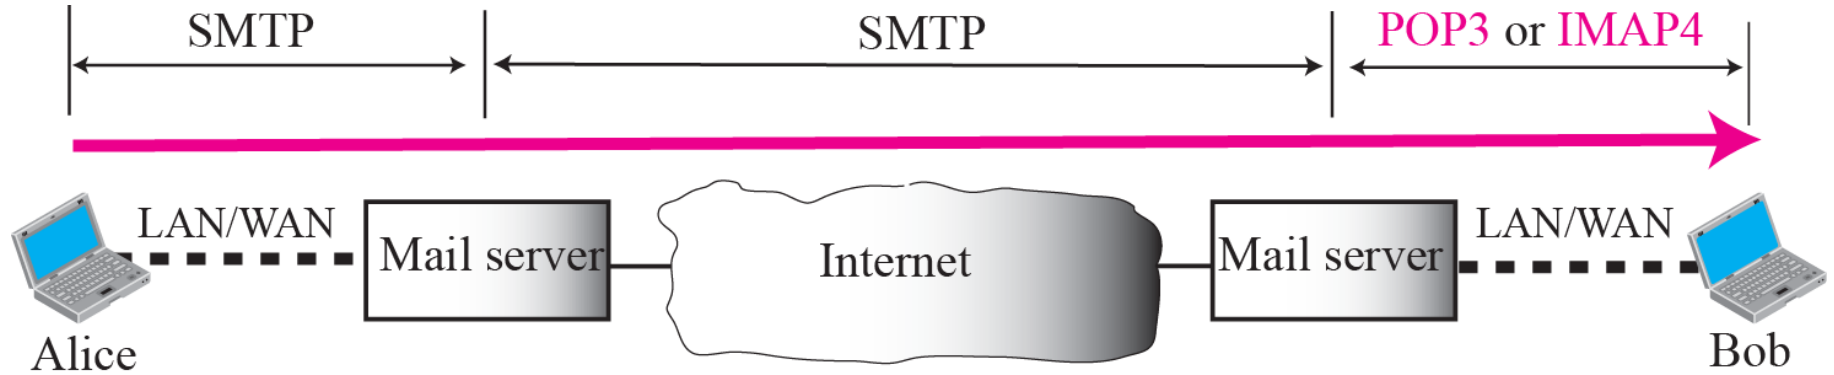 SMTP
SMTP
POP3 or IMAP4
LAN/WAN
Mail server
Internet
Mail server
LAN/WAN
Alice
Bob